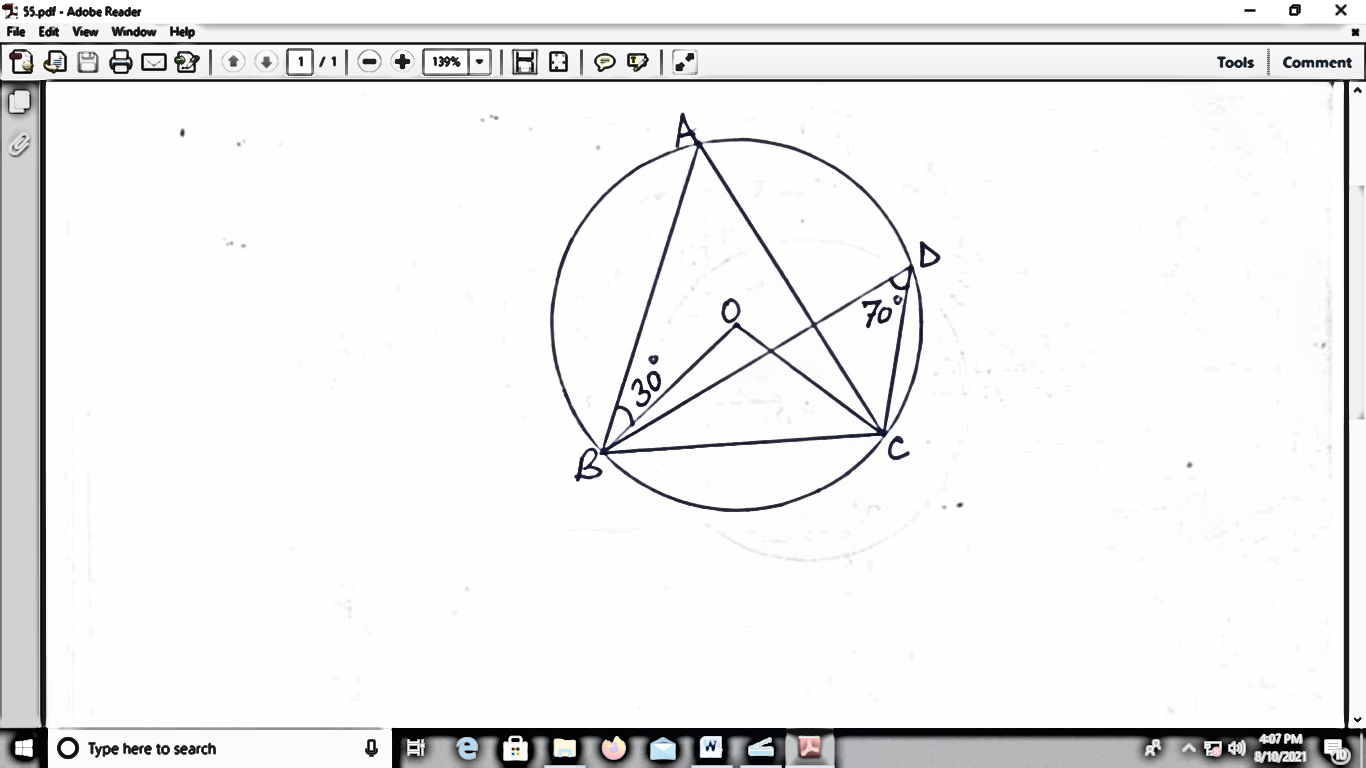 55.pdf - Adobe Reader
File Edit View Window Help
1 / 1 139% Tools Comment
A
D
70°
O
30°
B
C
Type here to search
4:07 PM
8/10/2021
10